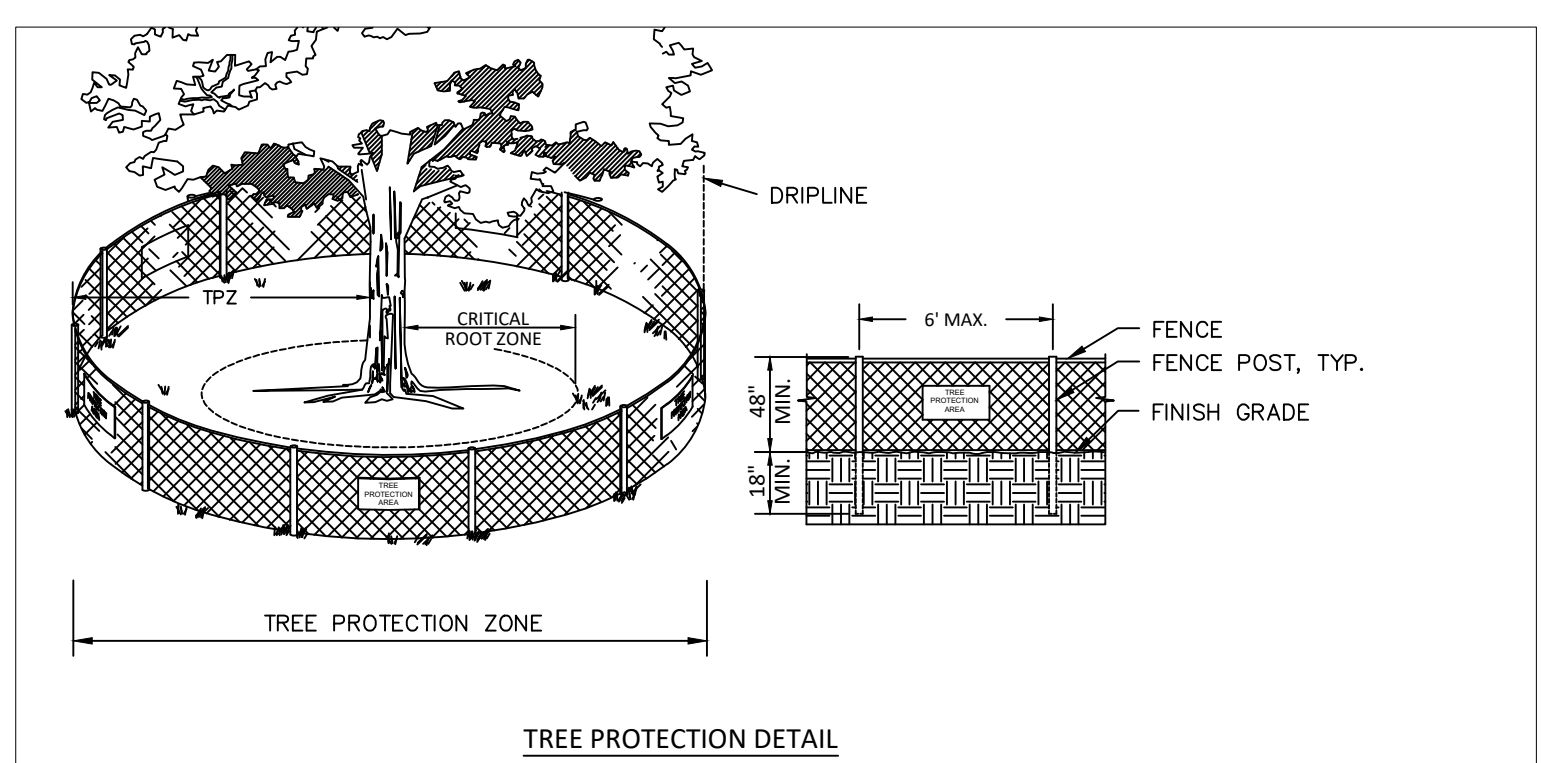 DRIPLINE
TPZ
CRITICAL
ROOT ZONE
TREE
PROTECTION
AREA
TREE PROTECTION ZONE
6' MAX.
FENCE
FENCE POST, TYP.
FINISH GRADE
48"
MIN.
18"
MIN.
TREE
PROTECTION
AREA
TREE PROTECTION DETAIL